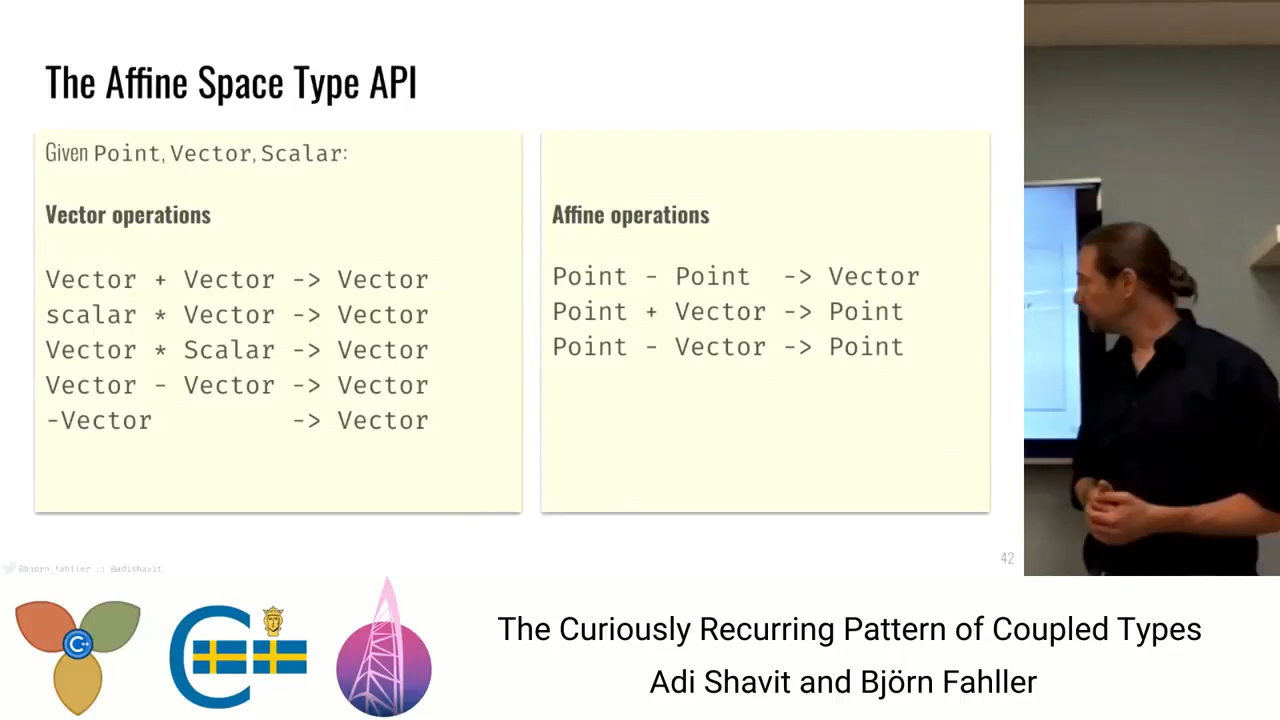 The Affine Space Type API
Given Point, Vector, Scalar:
Vector operations
Vector + Vector -> Vector
scalar * Vector -> Vector
Vector * Scalar -> Vector
Vector - Vector -> Vector
-Vector -> Vector
Affine operations
Point - Point -> Vector
Point + Vector -> Point
Point - Vector -> Point
@bjorn_fahller :: @adishavit
42
C++
The Curiously Recurring Pattern of Coupled Types
Adi Shavit and Björn Fahller